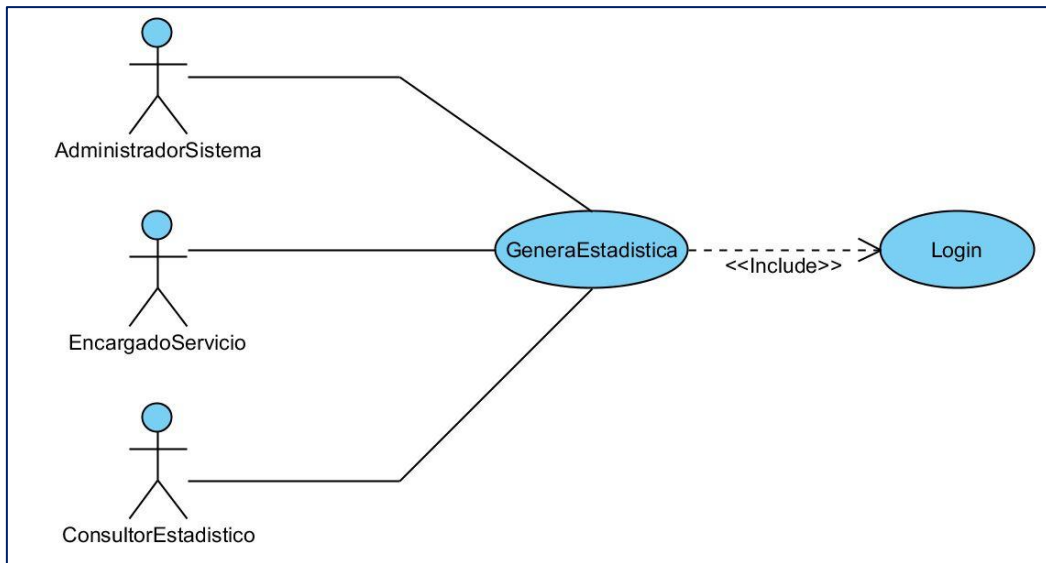 AdministradorSistema
EncargadoServicio
GeneraEstadistica
<<Include>>
Login
ConsultorEstadistico